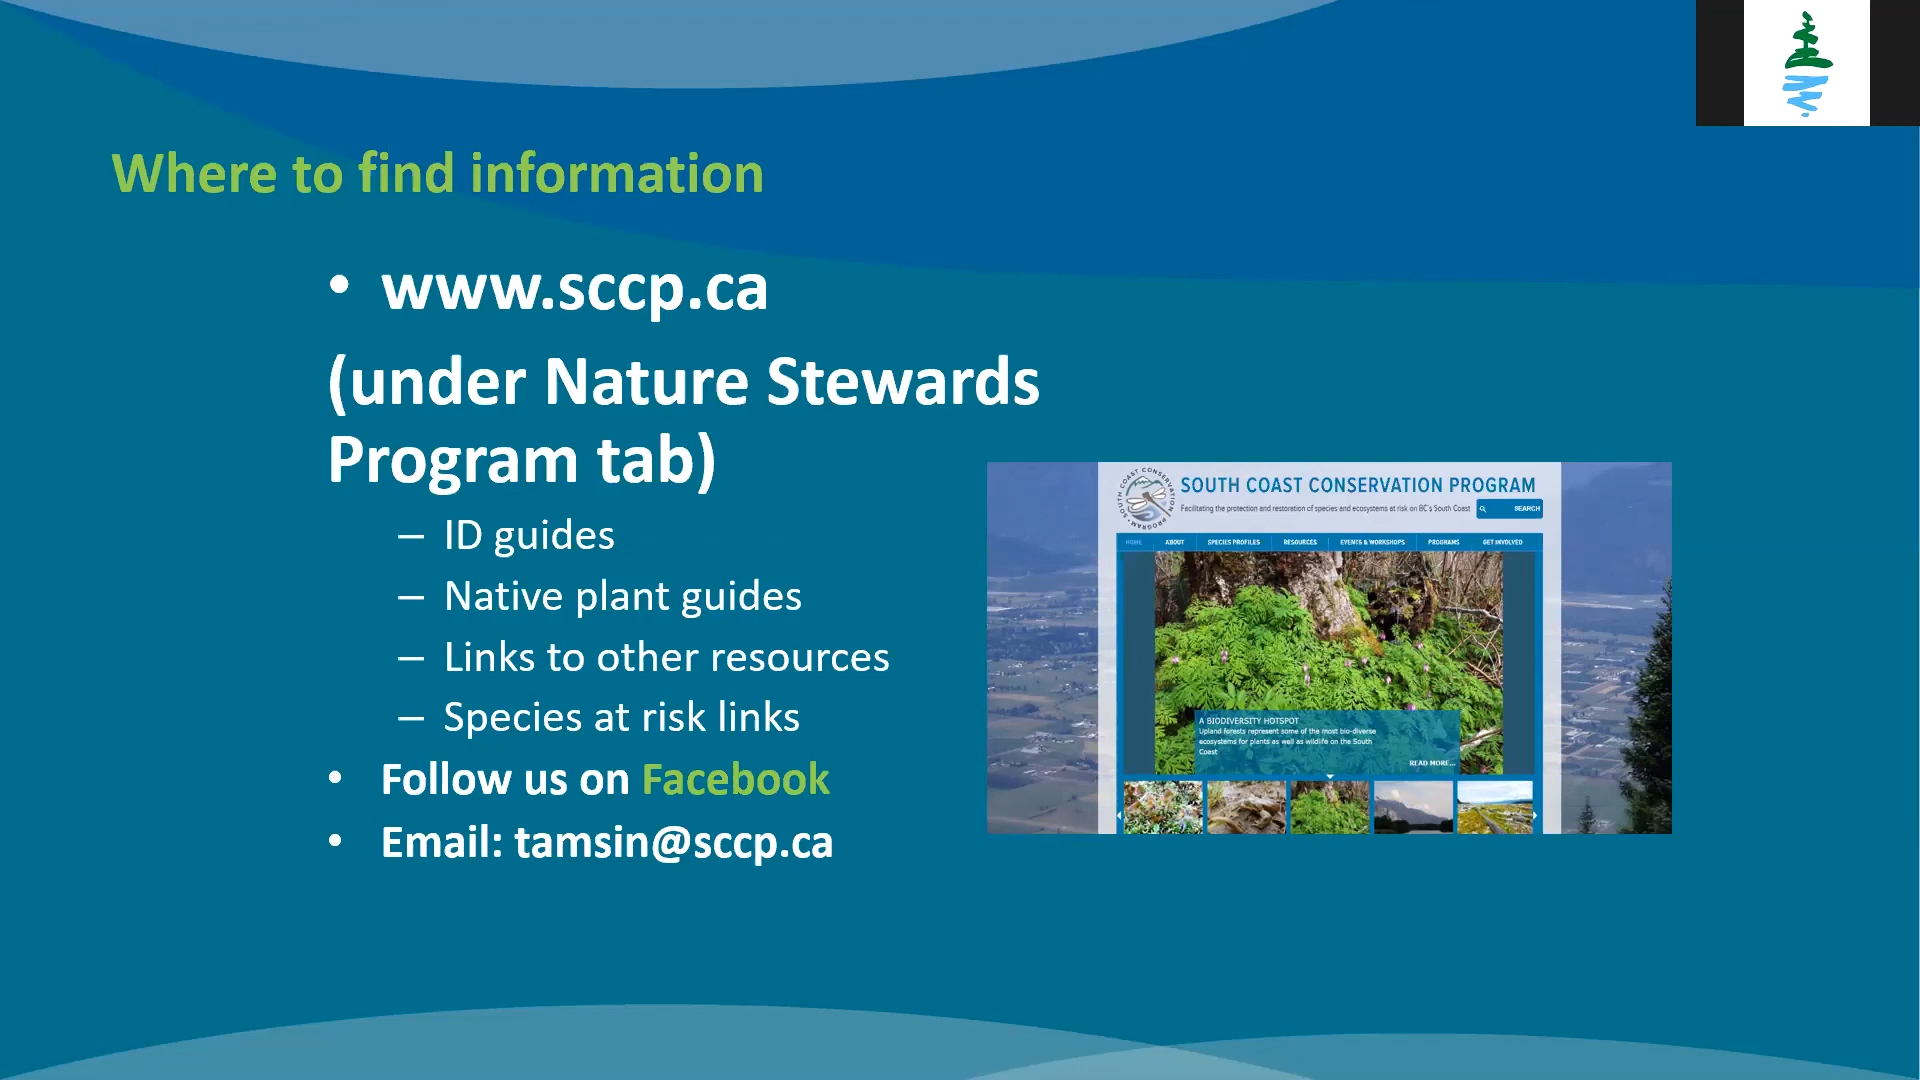 Where to find information
• www.sccp.ca
(under Nature Stewards
Program tab)
– ID guides
– Native plant guides
– Links to other resources
– Species at risk links
• Follow us on Facebook
• Email: tamsin@sccp.ca
SOUTH COAST CONSERVATION PROGRAM
SOUTH COAST CONSERVATION PROGRAM
Facilitating the protection and restoration of species and ecosystems at risk on BC's South Coast
SEARCH
HOME ABOUT SPECIES PROFILES RESOURCES EVENTS & WORKSHOPS PROGRAMS GET INVOLVED
A BIODIVERSITY HOTSPOT
Upland forests represent some of the most bio-diverse
ecosystems for plants as well as wildlife on the South
Coast
READ MORE...